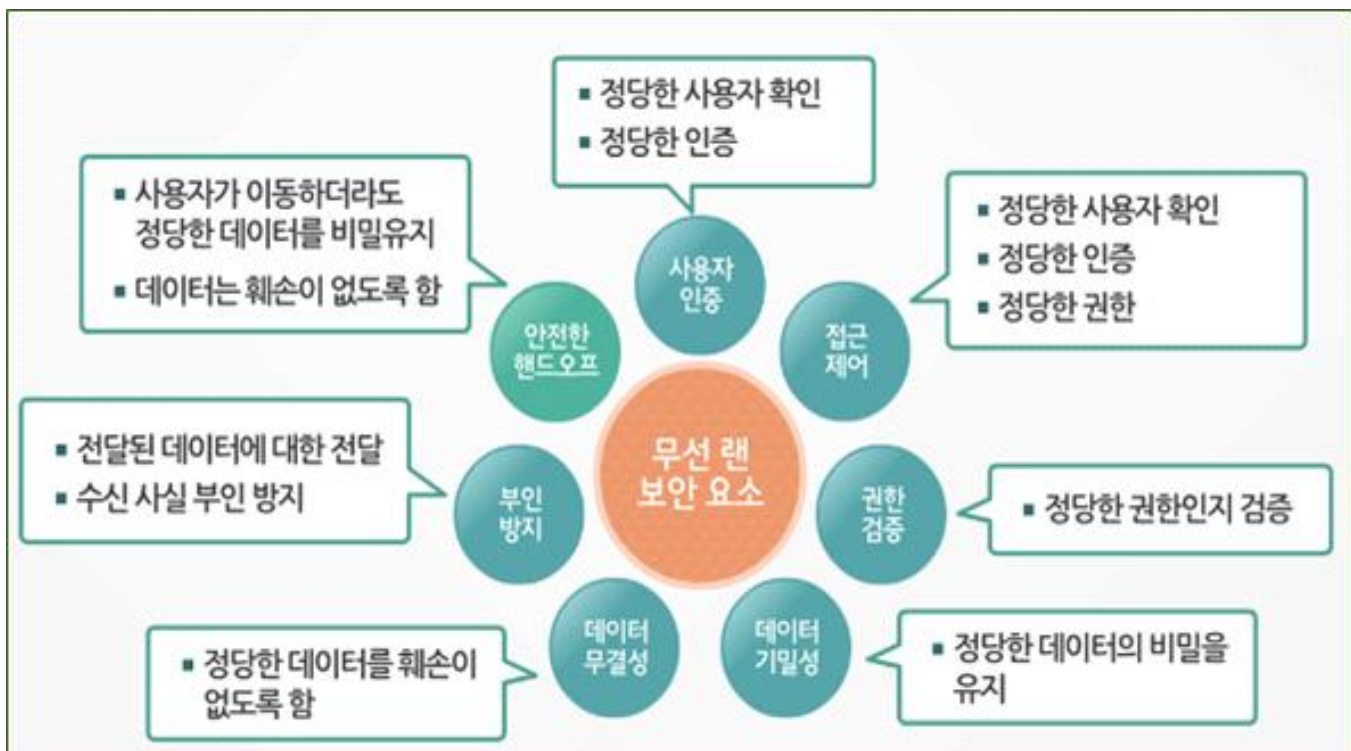 ■ 정당한 사용자 확인
■ 정당한 인증
사용자
인증
■ 정당한 사용자 확인
■ 정당한 인증
■ 정당한 권한
접근
제어
■ 정당한 권한인지 검증
권한
검증
■ 정당한 데이터의 비밀을
유지
데이터
기밀성
■ 정당한 데이터를 훼손이
없도록 함
데이터
무결성
■ 전달된 데이터에 대한 전달
■ 수신 사실 부인 방지
부인
방지
■ 사용자가 이동하더라도
정당한 데이터를 비밀유지
■ 데이터는 훼손이 없도록 함
안전한
핸드오프
무선 랜
보안 요소